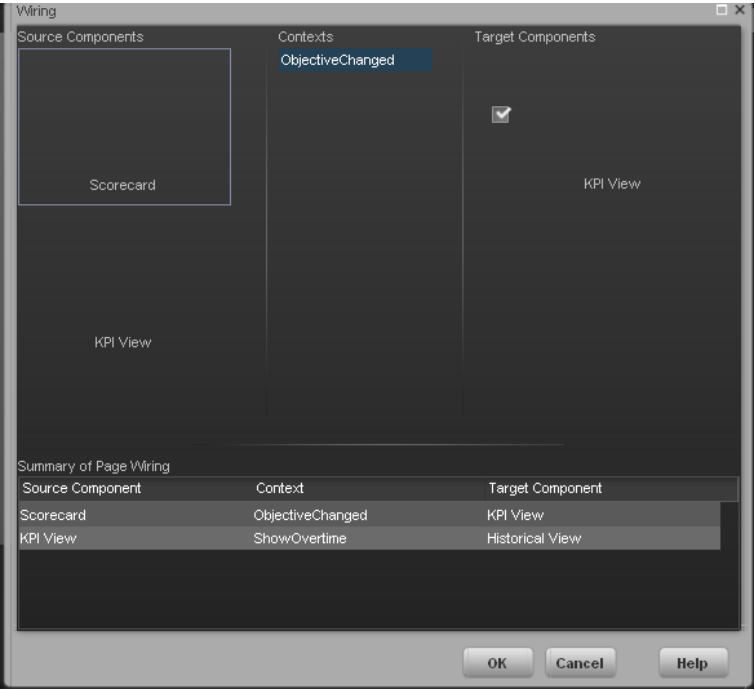 Wiring
Source Components Contexts Target Components
ObjectiveChanged
Scorecard KPI View
KPI View
Summary of Page Wiring
Source Component Context Target Component
Scorecard ObjectiveChanged KPI View
KPI View ShowOvertime Historical View
OK Cancel Help